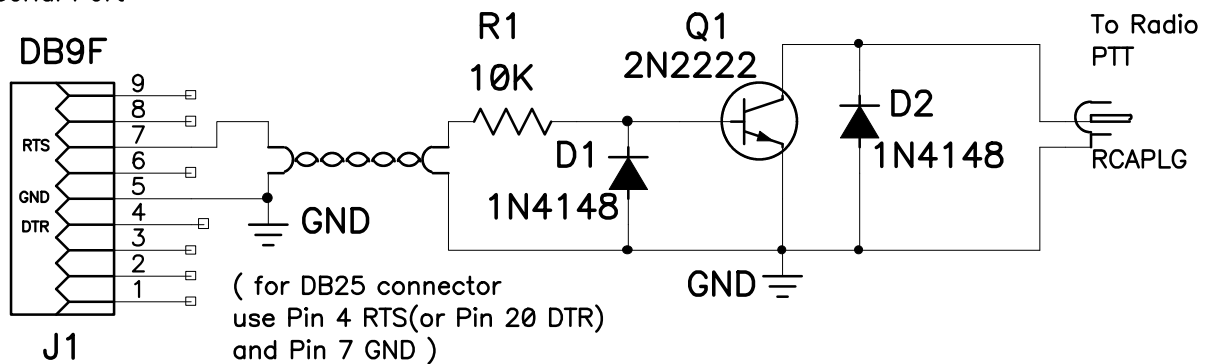 DB9F
9
8
7
RTS
6
5
GND
4
DTR
3
2
1
J1
GND
( for DB25 connector
use Pin 4 RTS(or Pin 20 DTR)
and Pin 7 GND )
R1
10K
D1
1N4148
Q1
2N2222
GND
D2
1N4148
To Radio
PTT
RCAPLG